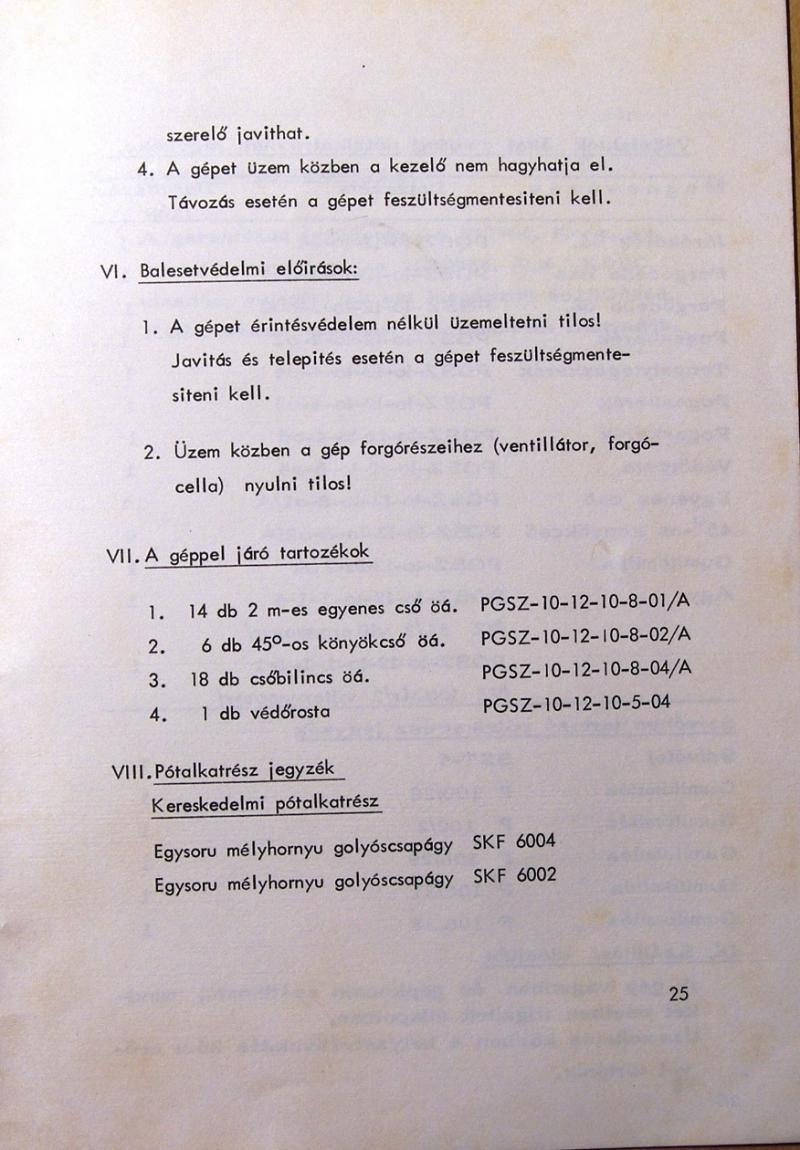 szerelő javithat.
4. A gépet üzem közben a kezelő nem hagyhatja el.
Távozás esetén a gépet feszültségmentesiteni kell.
VI. Balesetvédelmi előirások:
1. A gépet érintésvédelem nélkül üzemeltetni tilos!
Javitás és telepités esetén a gépet feszültségmente-
siteni kell.
2. Üzem közben a gép forgórészeihez (ventillátor, forgó-
cella) nyulni tilos!
VII. A géppel járó tartozékok
1. 14 db 2 m-es egyenes cső öá. PGSZ-10-12-10-8-01/A
2. 6 db 45°-os könyökcső öá. PGSZ-10-12-10-8-02/A
3. 18 db csőbilincs öá. PGSZ-10-12-10-8-04/A
4. 1 db védőrosta PGSZ-10-12-10-5-04
VIII. Pótalkatrész jegyzék
Kereskedelmi pótalkatrész
Egysoru mélyhornyu golyóscsapágy SKF 6004
Egysoru mélyhornyu golyóscsapágy SKF 6002
25